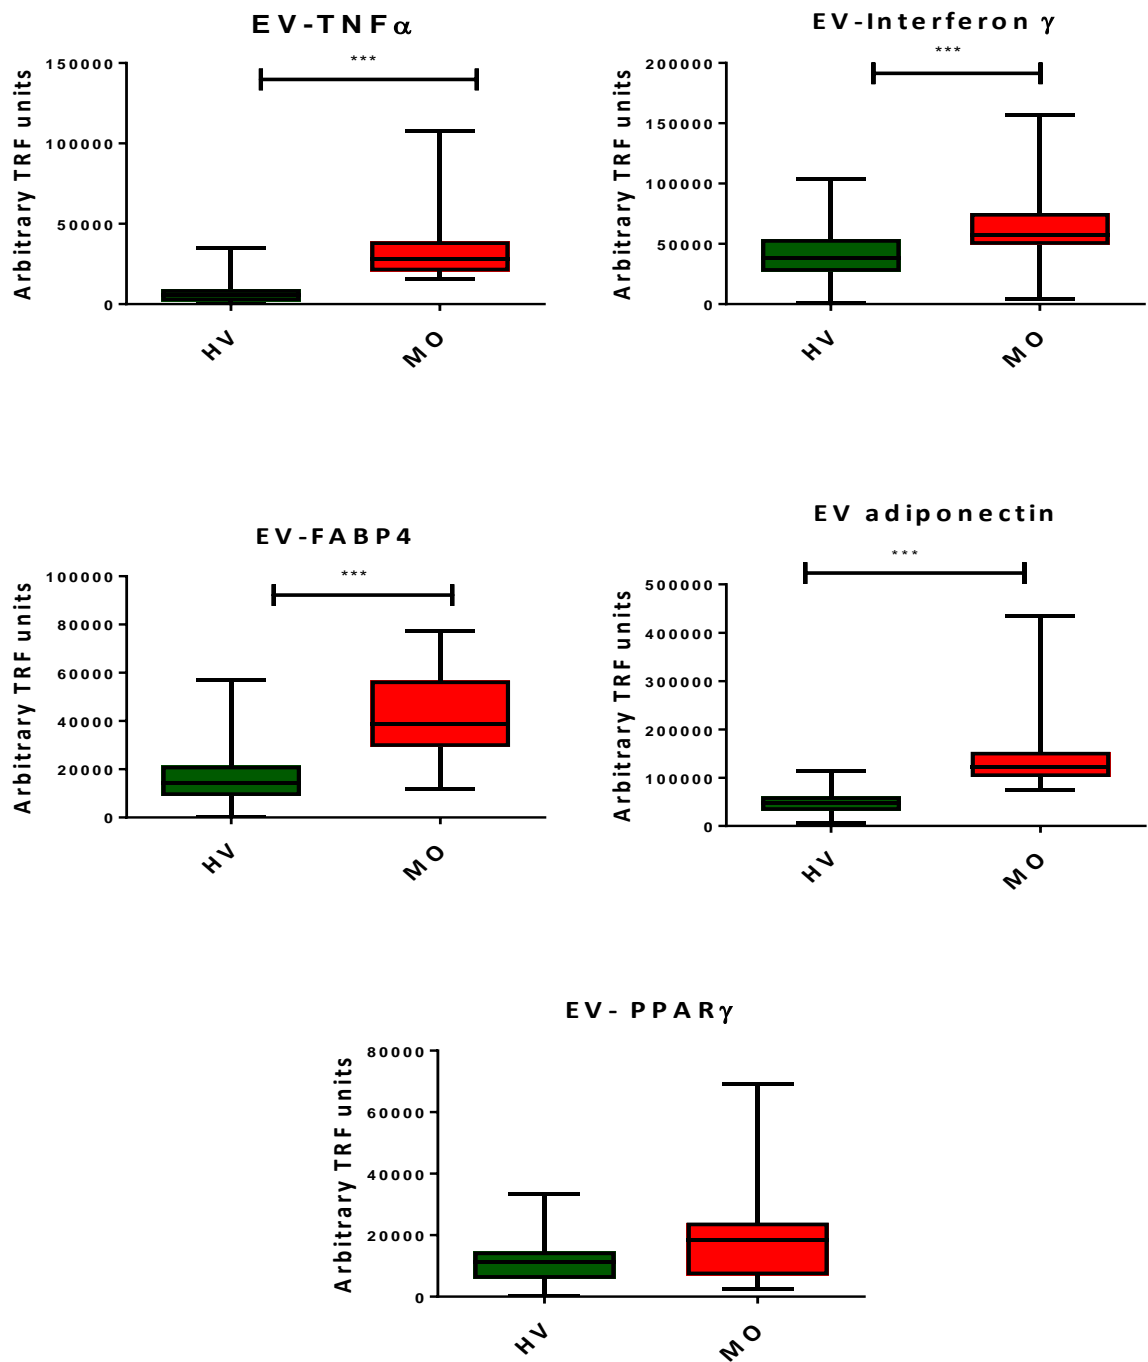 EV-TNFα
***
Arbitrary TRF units
150000
100000
50000
0
HV
MO
EV-Interferon γ
***
Arbitrary TRF units
200000
150000
100000
50000
0
HV
MO
EV-FABP4
***
Arbitrary TRF units
100000
80000
60000
40000
20000
0
HV
MO
EV adiponectin
***
Arbitrary TRF units
500000
400000
300000
200000
100000
0
HV
MO
EV- PPARγ
Arbitrary TRF units
80000
60000
40000
20000
0
HV
MO